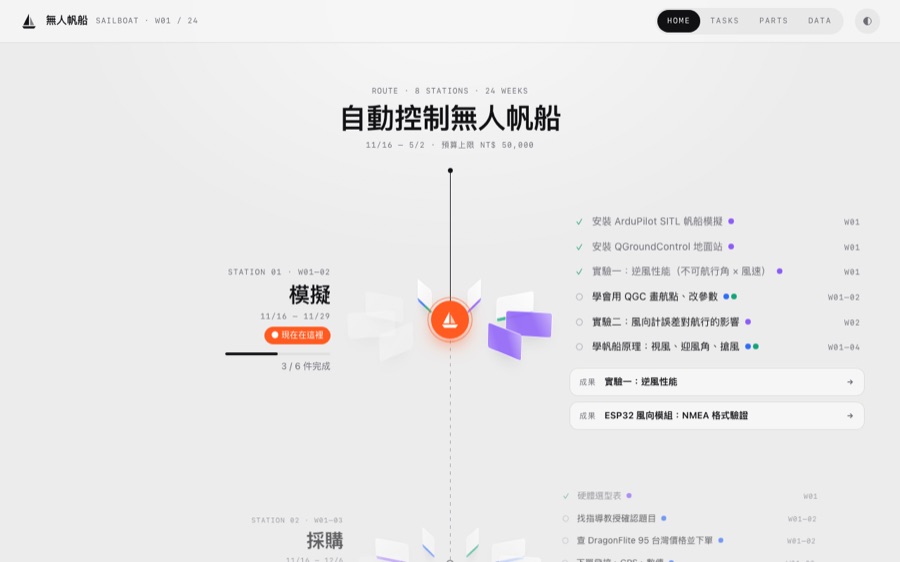 無人帆船 SAILBOAT · W01 / 24
HOME TASKS PARTS DATA
ROUTE · 8 STATIONS · 24 WEEKS
自動控制無人帆船
11/16 — 5/2 · 預算上限 NT$ 50,000
STATION 01 · W01—02
模擬
11/16 — 11/29
現在在這裡
3 / 6 件完成
安裝 ArduPilot SITL 帆船模擬 W01
安裝 QGroundControl 地面站 W01
實驗一：逆風性能（不可航行角 × 風速） W01
學會用 QGC 畫航點、改參數 W01—02
實驗二：風向計誤差對航行的影響 W02
學帆船原理：視風、迎風角、搶風 W01—04
成果 實驗一：逆風性能 →
成果 ESP32 風向模組：NMEA 格式驗證 →
STATION 02 · W01—03
採購
硬體選型表 W01
找指導教授確認題目 W01—02
查 DragonFlite 95 台灣價格並下單 W01—02